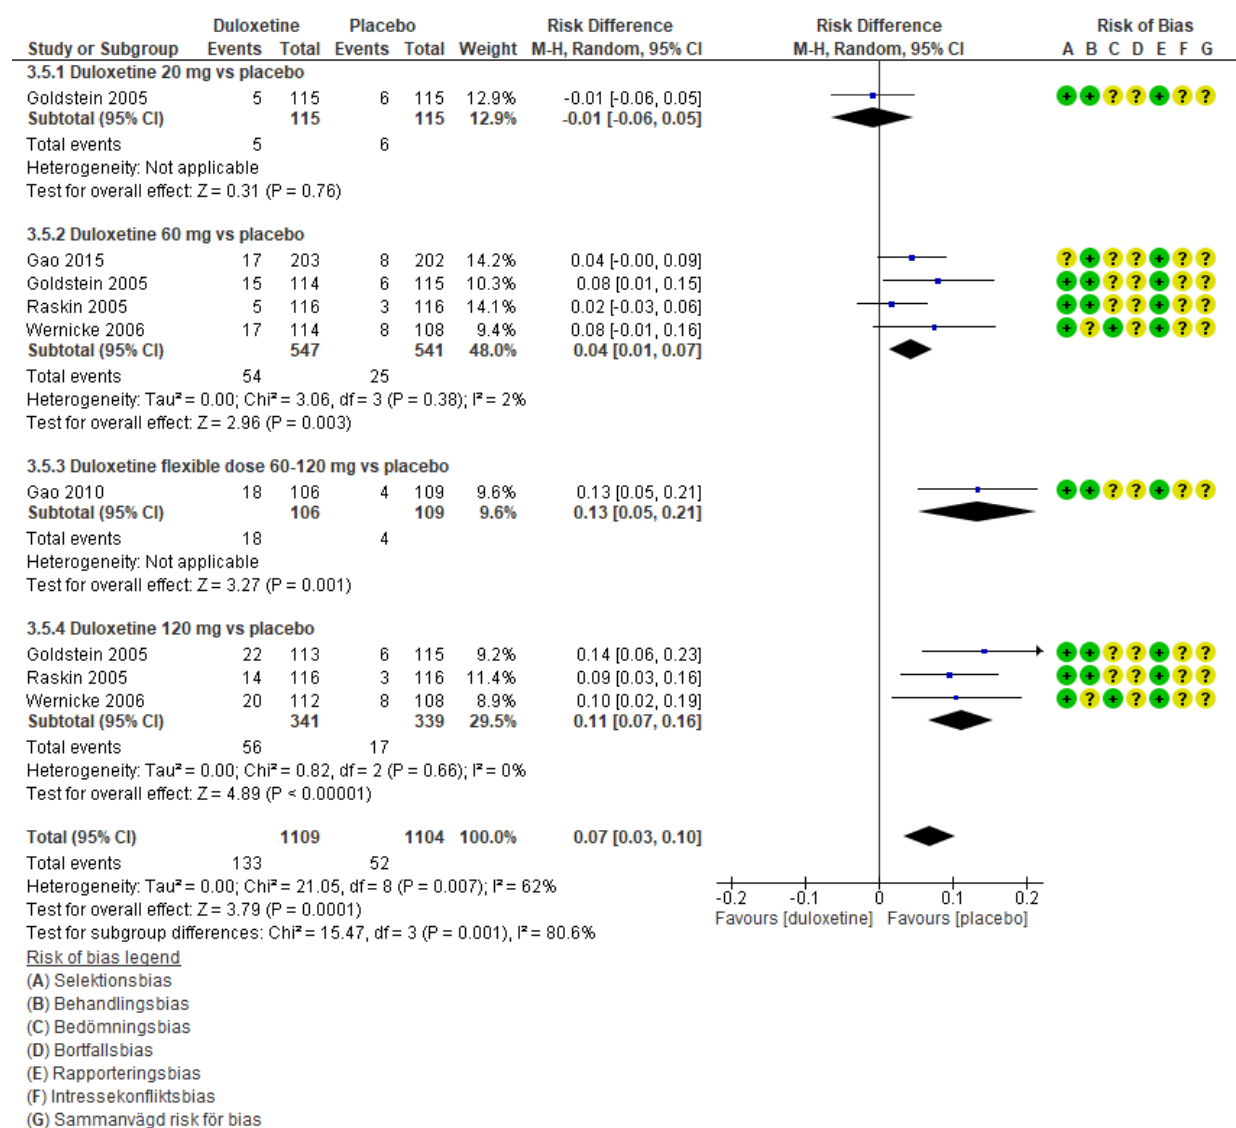 Duloxetine Placebo Risk Difference Risk Difference Risk of Bias
Study or Subgroup Events Total Events Total Weight M-H, Random, 95% CI M-H, Random, 95% CI A B C D E F G
3.5.1 Duloxetine 20 mg vs placebo
Goldstein 2005 5 115 6 115 12.9% -0.01 [-0.06, 0.05] + + ? ? + ? ?
Subtotal (95% CI) 115 115 12.9% -0.01 [-0.06, 0.05]
Total events 5 6
Heterogeneity: Not applicable
Test for overall effect: Z = 0.31 (P = 0.76)
3.5.2 Duloxetine 60 mg vs placebo
Gao 2015 17 203 8 202 14.2% 0.04 [-0.00, 0.09] ? + ? ? + ? ?
Goldstein 2005 15 114 6 115 10.3% 0.08 [0.01, 0.15] + + ? ? + ? ?
Raskin 2005 5 116 3 116 14.1% 0.02 [-0.03, 0.06] + + ? ? + ? ?
Wernicke 2006 17 114 8 108 9.4% 0.08 [-0.01, 0.16] + ? + ? + ? ?
Subtotal (95% CI) 547 541 48.0% 0.04 [0.01, 0.07]
Total events 54 25
Heterogeneity: Tau² = 0.00; Chi² = 3.06, df = 3 (P = 0.38); I² = 2%
Test for overall effect: Z = 2.96 (P = 0.003)
3.5.3 Duloxetine flexible dose 60-120 mg vs placebo
Gao 2010 18 106 4 109 9.6% 0.13 [0.05, 0.21] + + ? ? + ? ?
Subtotal (95% CI) 106 109 9.6% 0.13 [0.05, 0.21]
Total events 18 4
Heterogeneity: Not applicable
Test for overall effect: Z = 3.27 (P = 0.001)
3.5.4 Duloxetine 120 mg vs placebo
Goldstein 2005 22 113 6 115 9.2% 0.14 [0.06, 0.23] + + ? ? + ? ?
Raskin 2005 14 116 3 116 11.4% 0.09 [0.03, 0.16] + + ? ? + ? ?
Wernicke 2006 20 112 8 108 8.9% 0.10 [0.02, 0.19] + ? + ? + ? ?
Subtotal (95% CI) 341 339 29.5% 0.11 [0.07, 0.16]
Total events 56 17
Heterogeneity: Tau² = 0.00; Chi² = 0.82, df = 2 (P = 0.66); I² = 0%
Test for overall effect: Z = 4.89 (P < 0.00001)
Total (95% CI) 1109 1104 100.0% 0.07 [0.03, 0.10]
Total events 133 52
Heterogeneity: Tau² = 0.00; Chi² = 21.05, df = 8 (P = 0.007); I² = 62%
Test for overall effect: Z = 3.79 (P = 0.0001)
Test for subgroup differences: Chi² = 15.47, df = 3 (P = 0.001), I² = 80.6%
-0.2 -0.1 0 0.1 0.2
Favours [duloxetine] Favours [placebo]
Risk of bias legend
(A) Selektionsbias
(B) Behandlingsbias
(C) Bedömningsbias
(D) Bortfallsbias
(E) Rapporteringsbias
(F) Intressekonfliktsbias
(G) Sammanvägd risk för bias